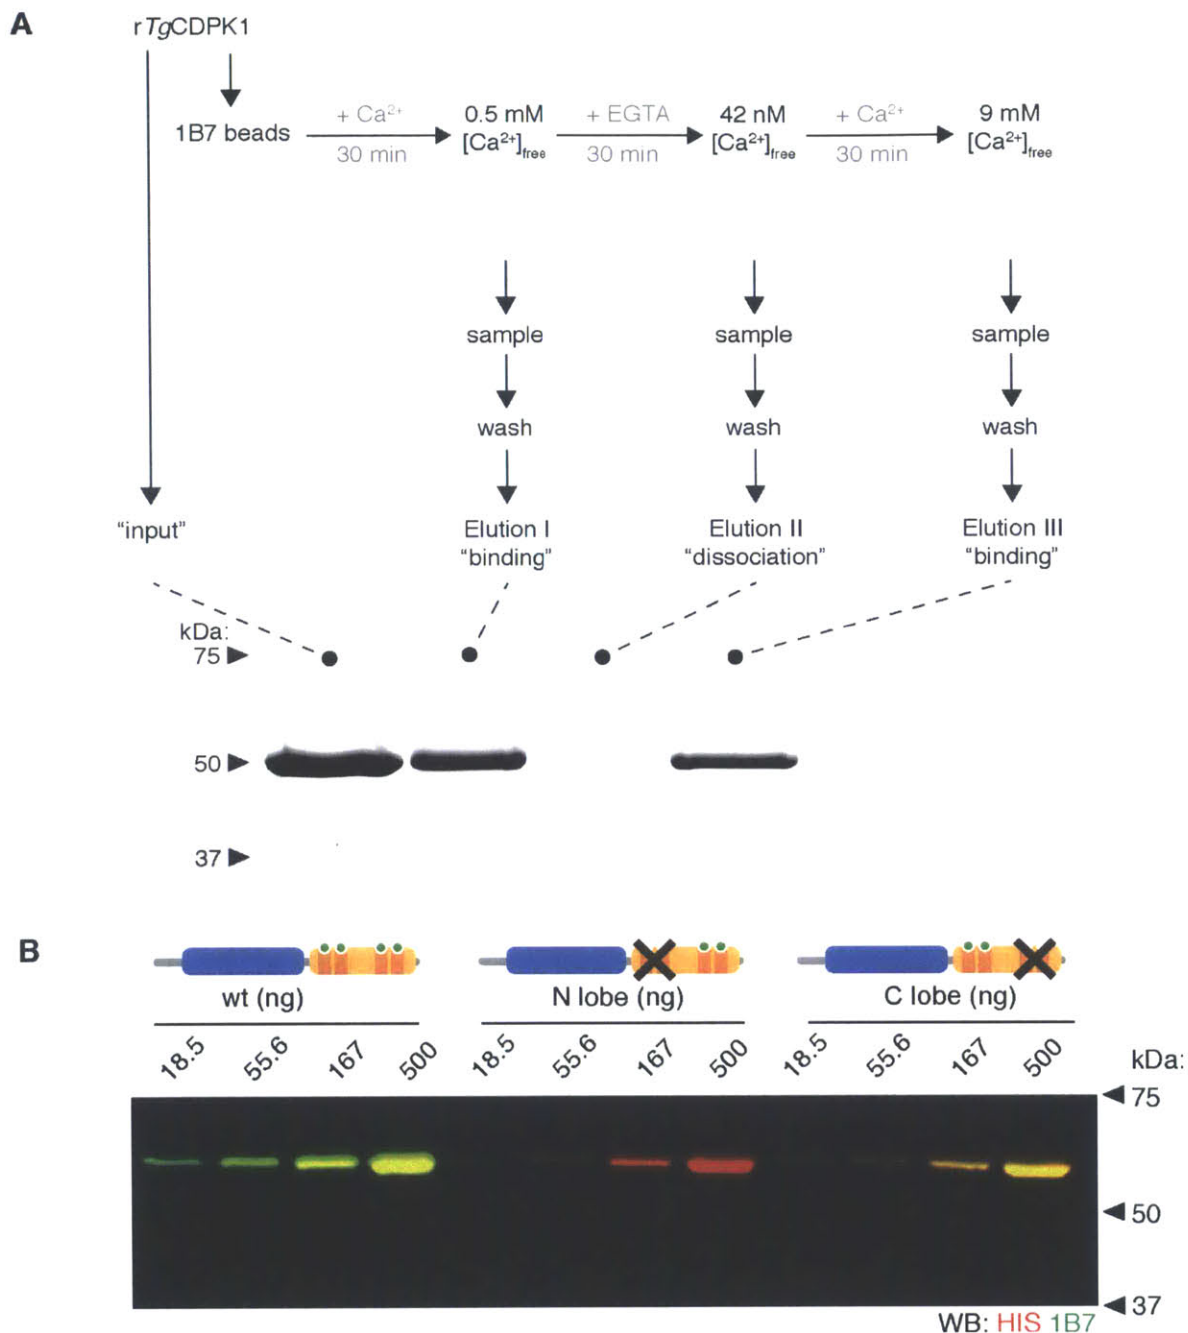 A
rTgCDPK1
1B7 beads
+ Ca²⁺
30 min
0.5 mM
[Ca²⁺]free
+ EGTA
30 min
42 nM
[Ca²⁺]free
+ Ca²⁺
30 min
9 mM
[Ca²⁺]free
sample
sample
sample
wash
wash
wash
"input"
Elution I
"binding"
Elution II
"dissociation"
Elution III
"binding"
kDa:
75
50
37
B
wt (ng)
N lobe (ng)
C lobe (ng)
18.5 55.6 167 500 18.5 55.6 167 500 18.5 55.6 167 500
kDa:
75
50
37
WB: HIS 1B7